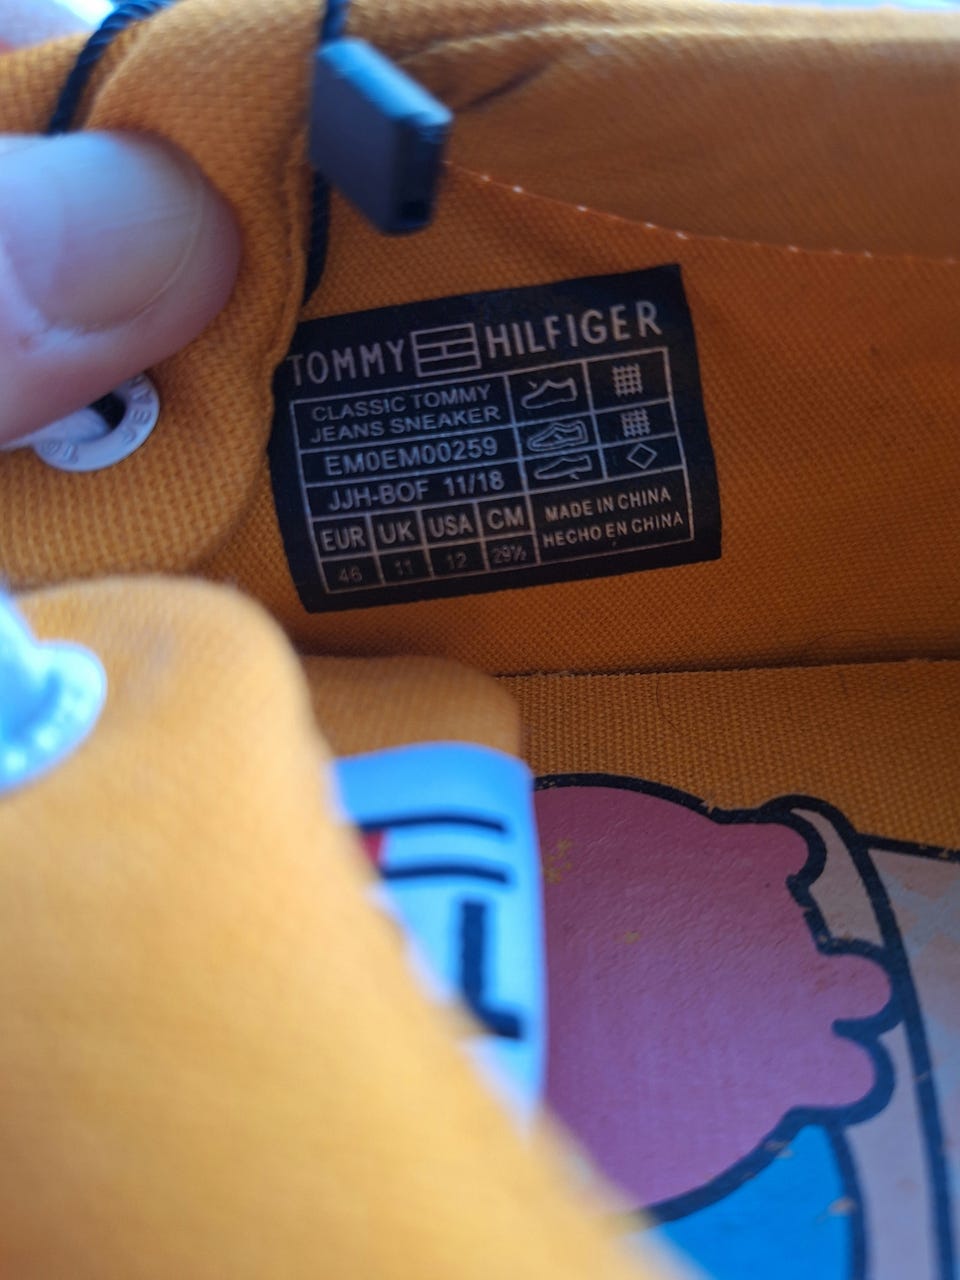 TOMMY HILFIGER
CLASSIC TOMMY
JEANS SNEAKER
EM0EM00259
JJH-BOF 11/18
EUR UK USA CM
46 11 12 29½
MADE IN CHINA
HECHO EN CHINA